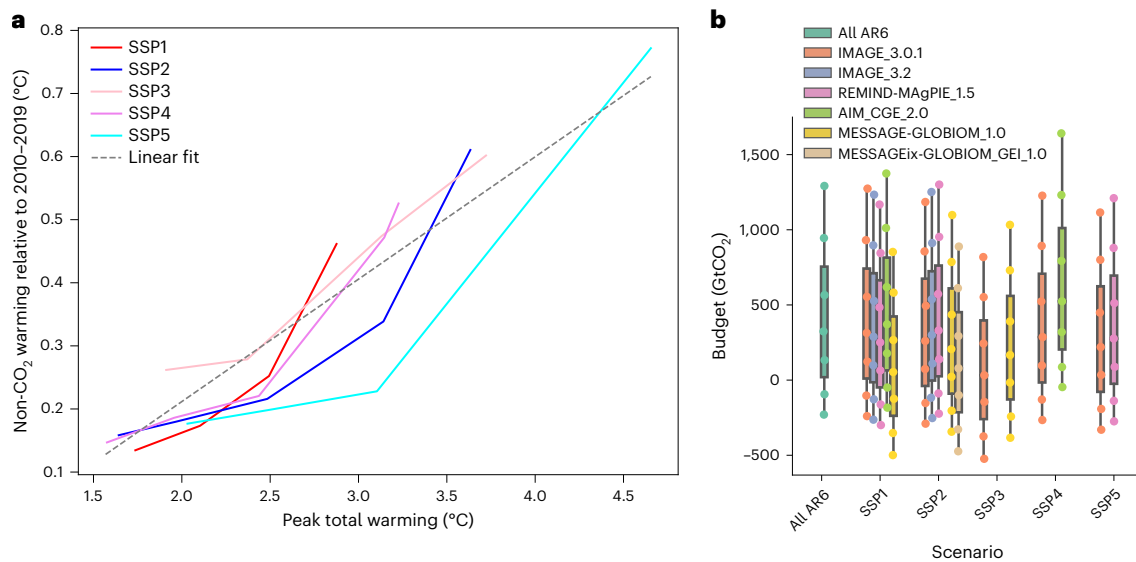 a
Non-CO2 warming relative to 2010–2019 (°C)
0.8
0.7
0.6
0.5
0.4
0.3
0.2
0.1
SSP1
SSP2
SSP3
SSP4
SSP5
Linear fit
1.5 2.0 2.5 3.0 3.5 4.0 4.5
Peak total warming (°C)
b
All AR6
IMAGE_3.0.1
IMAGE_3.2
REMIND-MAgPIE_1.5
AIM_CGE_2.0
MESSAGE-GLOBIOM_1.0
MESSAGEix-GLOBIOM_GEI_1.0
Budget (GtCO2)
1,500
1,000
500
0
–500
All AR6 SSP1 SSP2 SSP3 SSP4 SSP5
Scenario